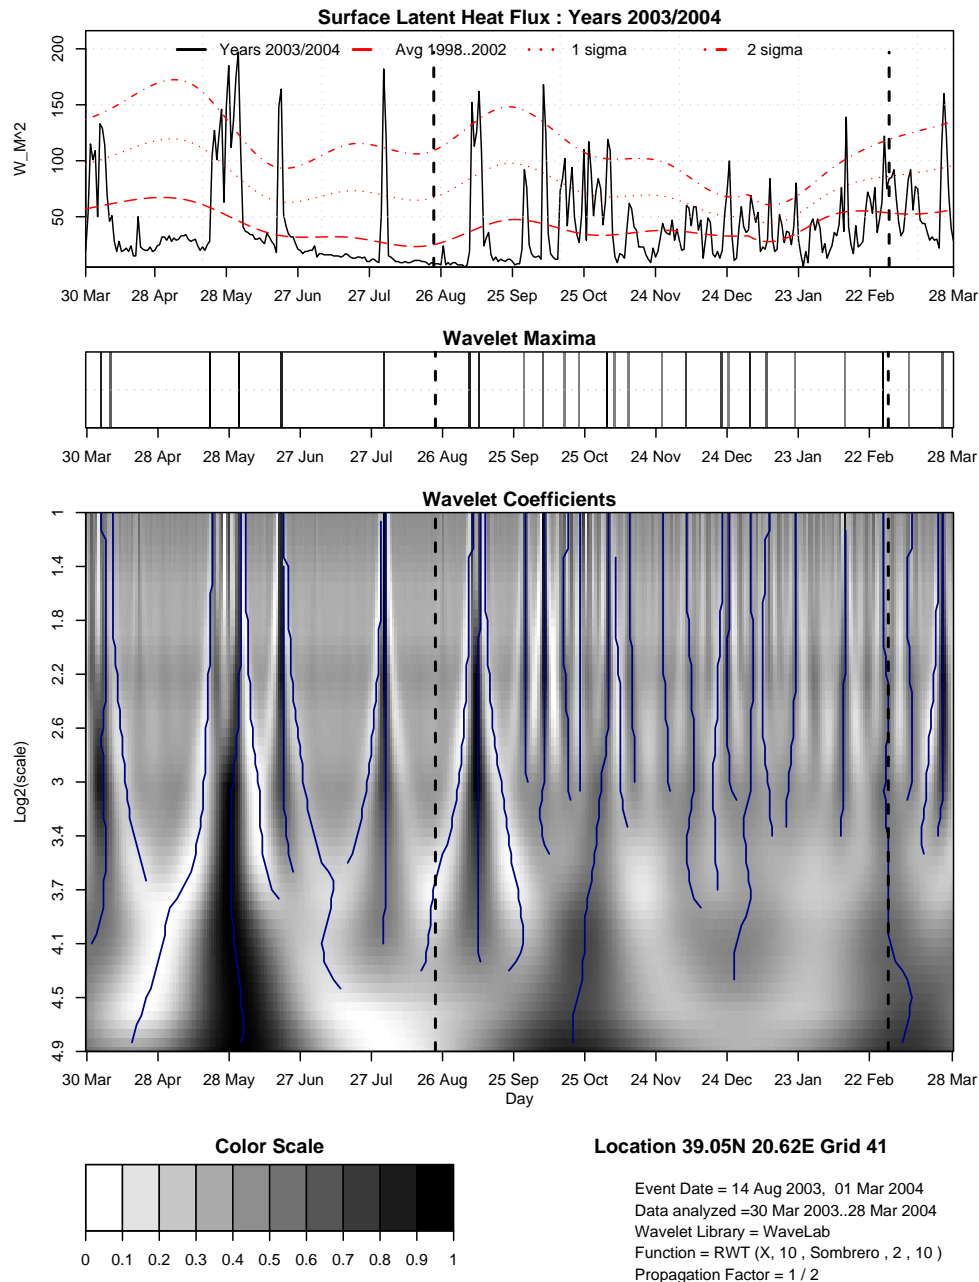 Surface Latent Heat Flux : Years 2003/2004
Years 2003/2004 Avg 1998..2002 1 sigma 2 sigma
W_M^2
200
150
100
50
30 Mar 28 Apr 28 May 27 Jun 27 Jul 26 Aug 25 Sep 25 Oct 24 Nov 24 Dec 23 Jan 22 Feb 28 Mar
Wavelet Maxima
30 Mar 28 Apr 28 May 27 Jun 27 Jul 26 Aug 25 Sep 25 Oct 24 Nov 24 Dec 23 Jan 22 Feb 28 Mar
Wavelet Coefficients
Log2(scale)
1
1.4
1.8
2.2
2.6
3
3.4
3.7
4.1
4.5
4.9
30 Mar 28 Apr 28 May 27 Jun 27 Jul 26 Aug 25 Sep 25 Oct 24 Nov 24 Dec 23 Jan 22 Feb 28 Mar
Day
Color Scale
0 0.1 0.2 0.3 0.4 0.5 0.6 0.7 0.8 0.9 1
Location 39.05N 20.62E Grid 41
Event Date = 14 Aug 2003, 01 Mar 2004
Data analyzed =30 Mar 2003..28 Mar 2004
Wavelet Library = WaveLab
Function = RWT (X, 10 , Sombrero , 2 , 10 )
Propagation Factor = 1 / 2